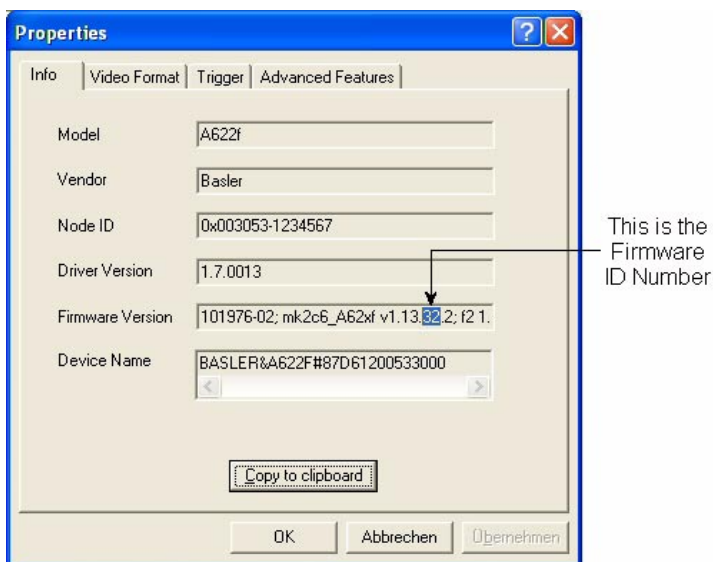 Properties
Info Video Format Trigger Advanced Features
Model A622f
Vendor Basler
Node ID 0x003053-1234567
Driver Version 1.7.0013
Firmware Version 101976-02; mk2c6_A62xf v1.13.32.2; f2 1.
Device Name BASLER&A622F#87D61200533000
Copy to clipboard
OK Abbrechen Übernehmen
This is the
Firmware
ID Number